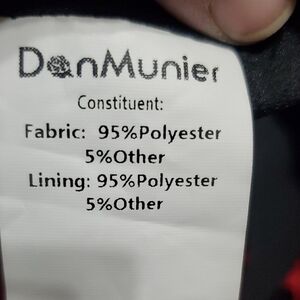 DanMunier
Constituent:
Fabric: 95%Polyester
5%Other
Lining: 95%Polyester
5%Other